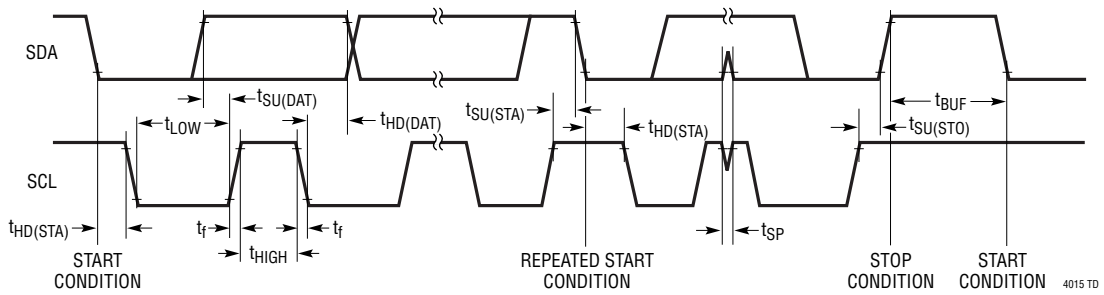 SDA
tSU(DAT)
tLOW
tHD(DAT)
tSU(STA)
tHD(STA)
tBUF
tSU(STO)
SCL
tHD(STA)
tf
tHIGH
tf
tSP
START
CONDITION
REPEATED START
CONDITION
STOP
CONDITION
START
CONDITION
4015 TD